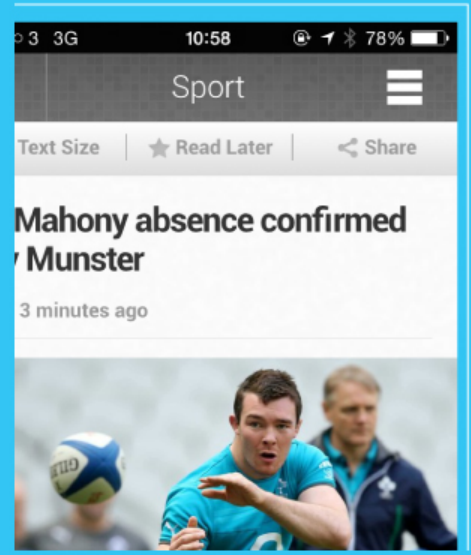 3 3G 10:58 78%
Sport
Text Size Read Later Share
Mahony absence confirmed
Munster
3 minutes ago